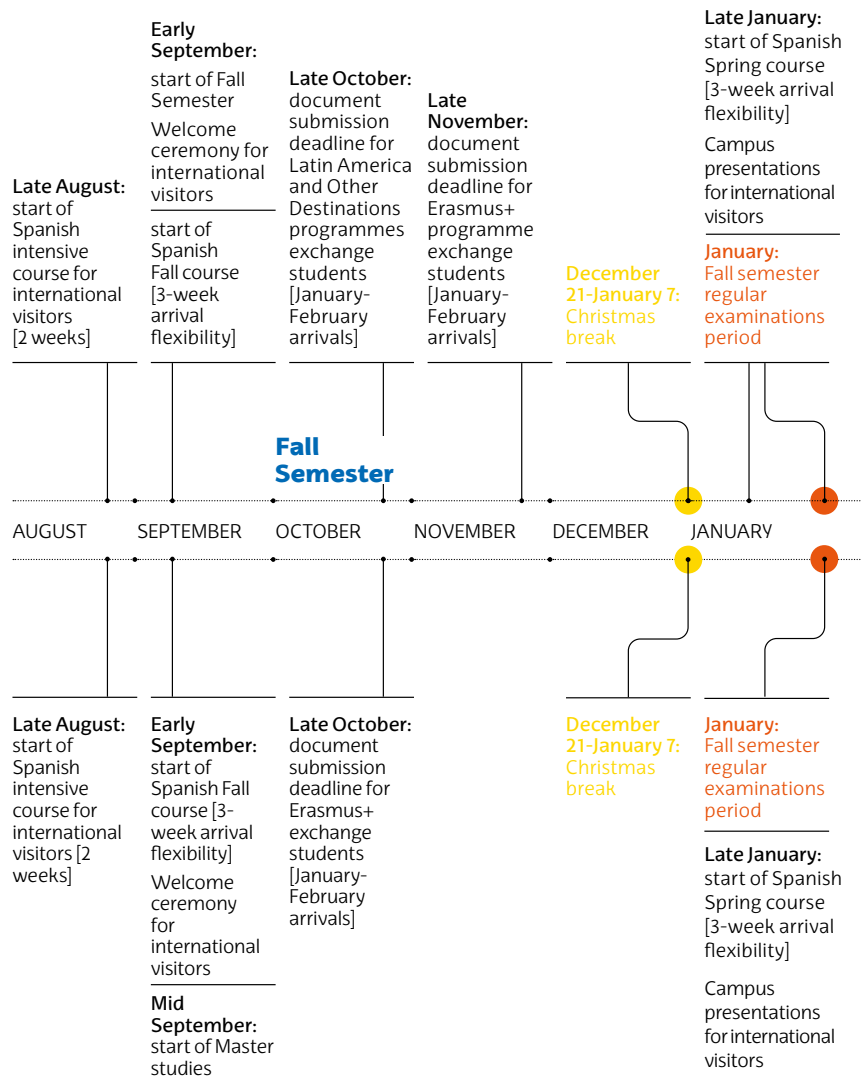 Late August:
start of
Spanish
intensive
course for
international
visitors
[2 weeks]
Early
September:
start of Fall
Semester
Welcome
ceremony for
international
visitors
start of
Spanish
Fall course
[3-week
arrival
flexibility]
Late October:
document
submission
deadline for
Latin America
and Other
Destinations
programmes
exchange
students
[January-
February
arrivals]
Late
November:
document
submission
deadline for
Erasmus+
programme
exchange
students
[January-
February
arrivals]
December
21-January 7:
Christmas
break
Late January:
start of Spanish
Spring course
[3-week arrival
flexibility]
Campus
presentations
for international
visitors
January:
Fall semester
regular
examinations
period
Fall
Semester
AUGUST SEPTEMBER OCTOBER NOVEMBER DECEMBER JANUARY
Late August:
start of
Spanish
intensive
course for
international
visitors [2
weeks]
Early
September:
start of
Spanish Fall
course [3-
week arrival
flexibility]
Welcome
ceremony
for
international
visitors
Mid
September:
start of Master
studies
Late October:
document
submission
deadline for
Erasmus+
exchange
students
[January-
February
arrivals]
December
21-January 7:
Christmas
break
January:
Fall semester
regular
examinations
period
Late January:
start of Spanish
Spring course
[3-week arrival
flexibility]
Campus
presentations
for international
visitors